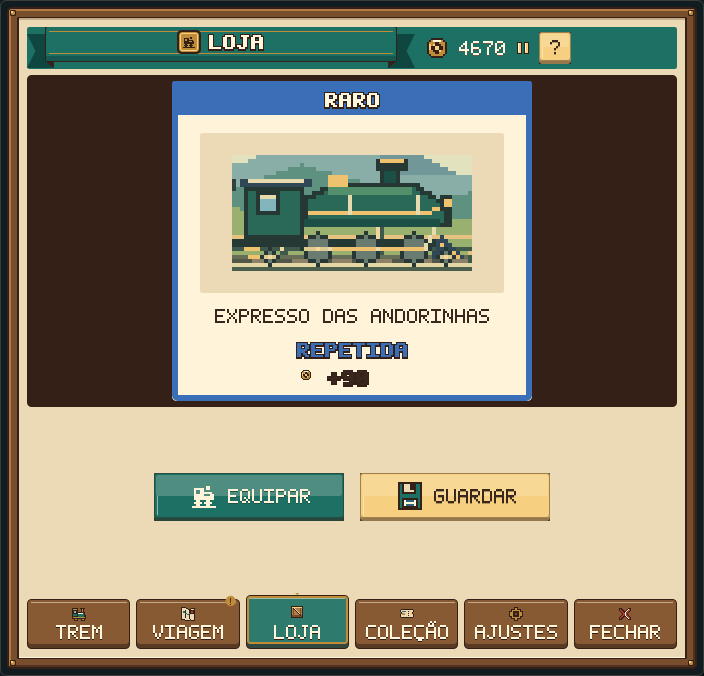 LOJA
4670
?
RARO
EXPRESSO DAS ANDORINHAS
REPETIDA
+90
EQUIPAR
GUARDAR
TREM
VIAGEM
!
LOJA
COLEÇÃO
AJUSTES
FECHAR